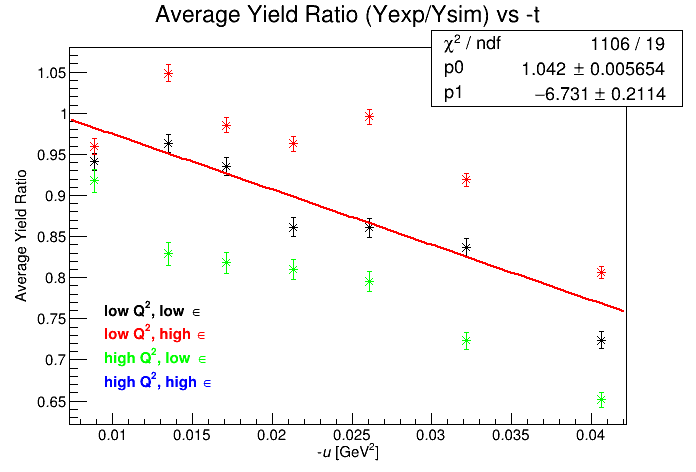 Average Yield Ratio (Yexp/Ysim) vs -t
χ² / ndf 1106 / 19
p0 1.042 ± 0.005654
p1 −6.731 ± 0.2114
Average Yield Ratio
1.05
1
0.95
0.9
0.85
0.8
0.75
0.7
0.65
low Q², low ∈
low Q², high ∈
high Q², low ∈
high Q², high ∈
0.01 0.015 0.02 0.025 0.03 0.035 0.04
-u [GeV²]